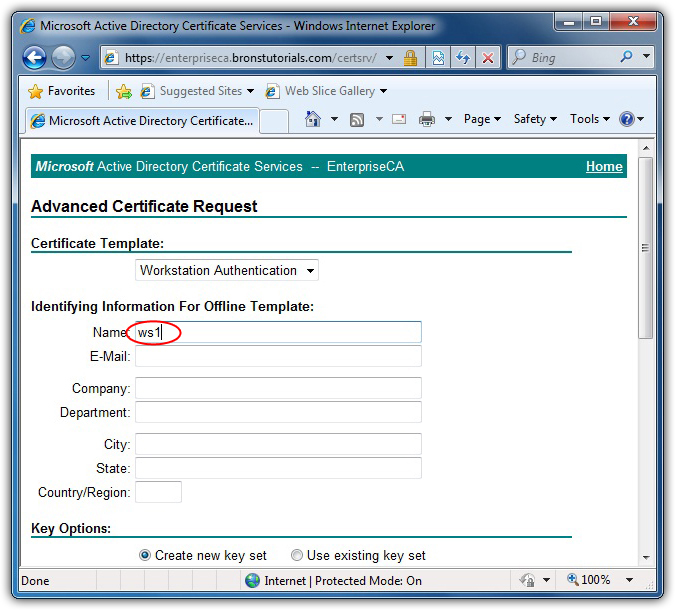 Microsoft Active Directory Certificate Services - Windows Internet Explorer
https://enterpriseca.bronstutorials.com/certsrv/
Bing
Favorites Suggested Sites Web Slice Gallery
Microsoft Active Directory Certificate... Page Safety Tools
Microsoft Active Directory Certificate Services -- EnterpriseCA Home
Advanced Certificate Request
Certificate Template:
Workstation Authentication
Identifying Information For Offline Template:
Name: ws1
E-Mail:
Company:
Department:
City:
State:
Country/Region:
Key Options:
Create new key set Use existing key set
Done Internet | Protected Mode: On 100%